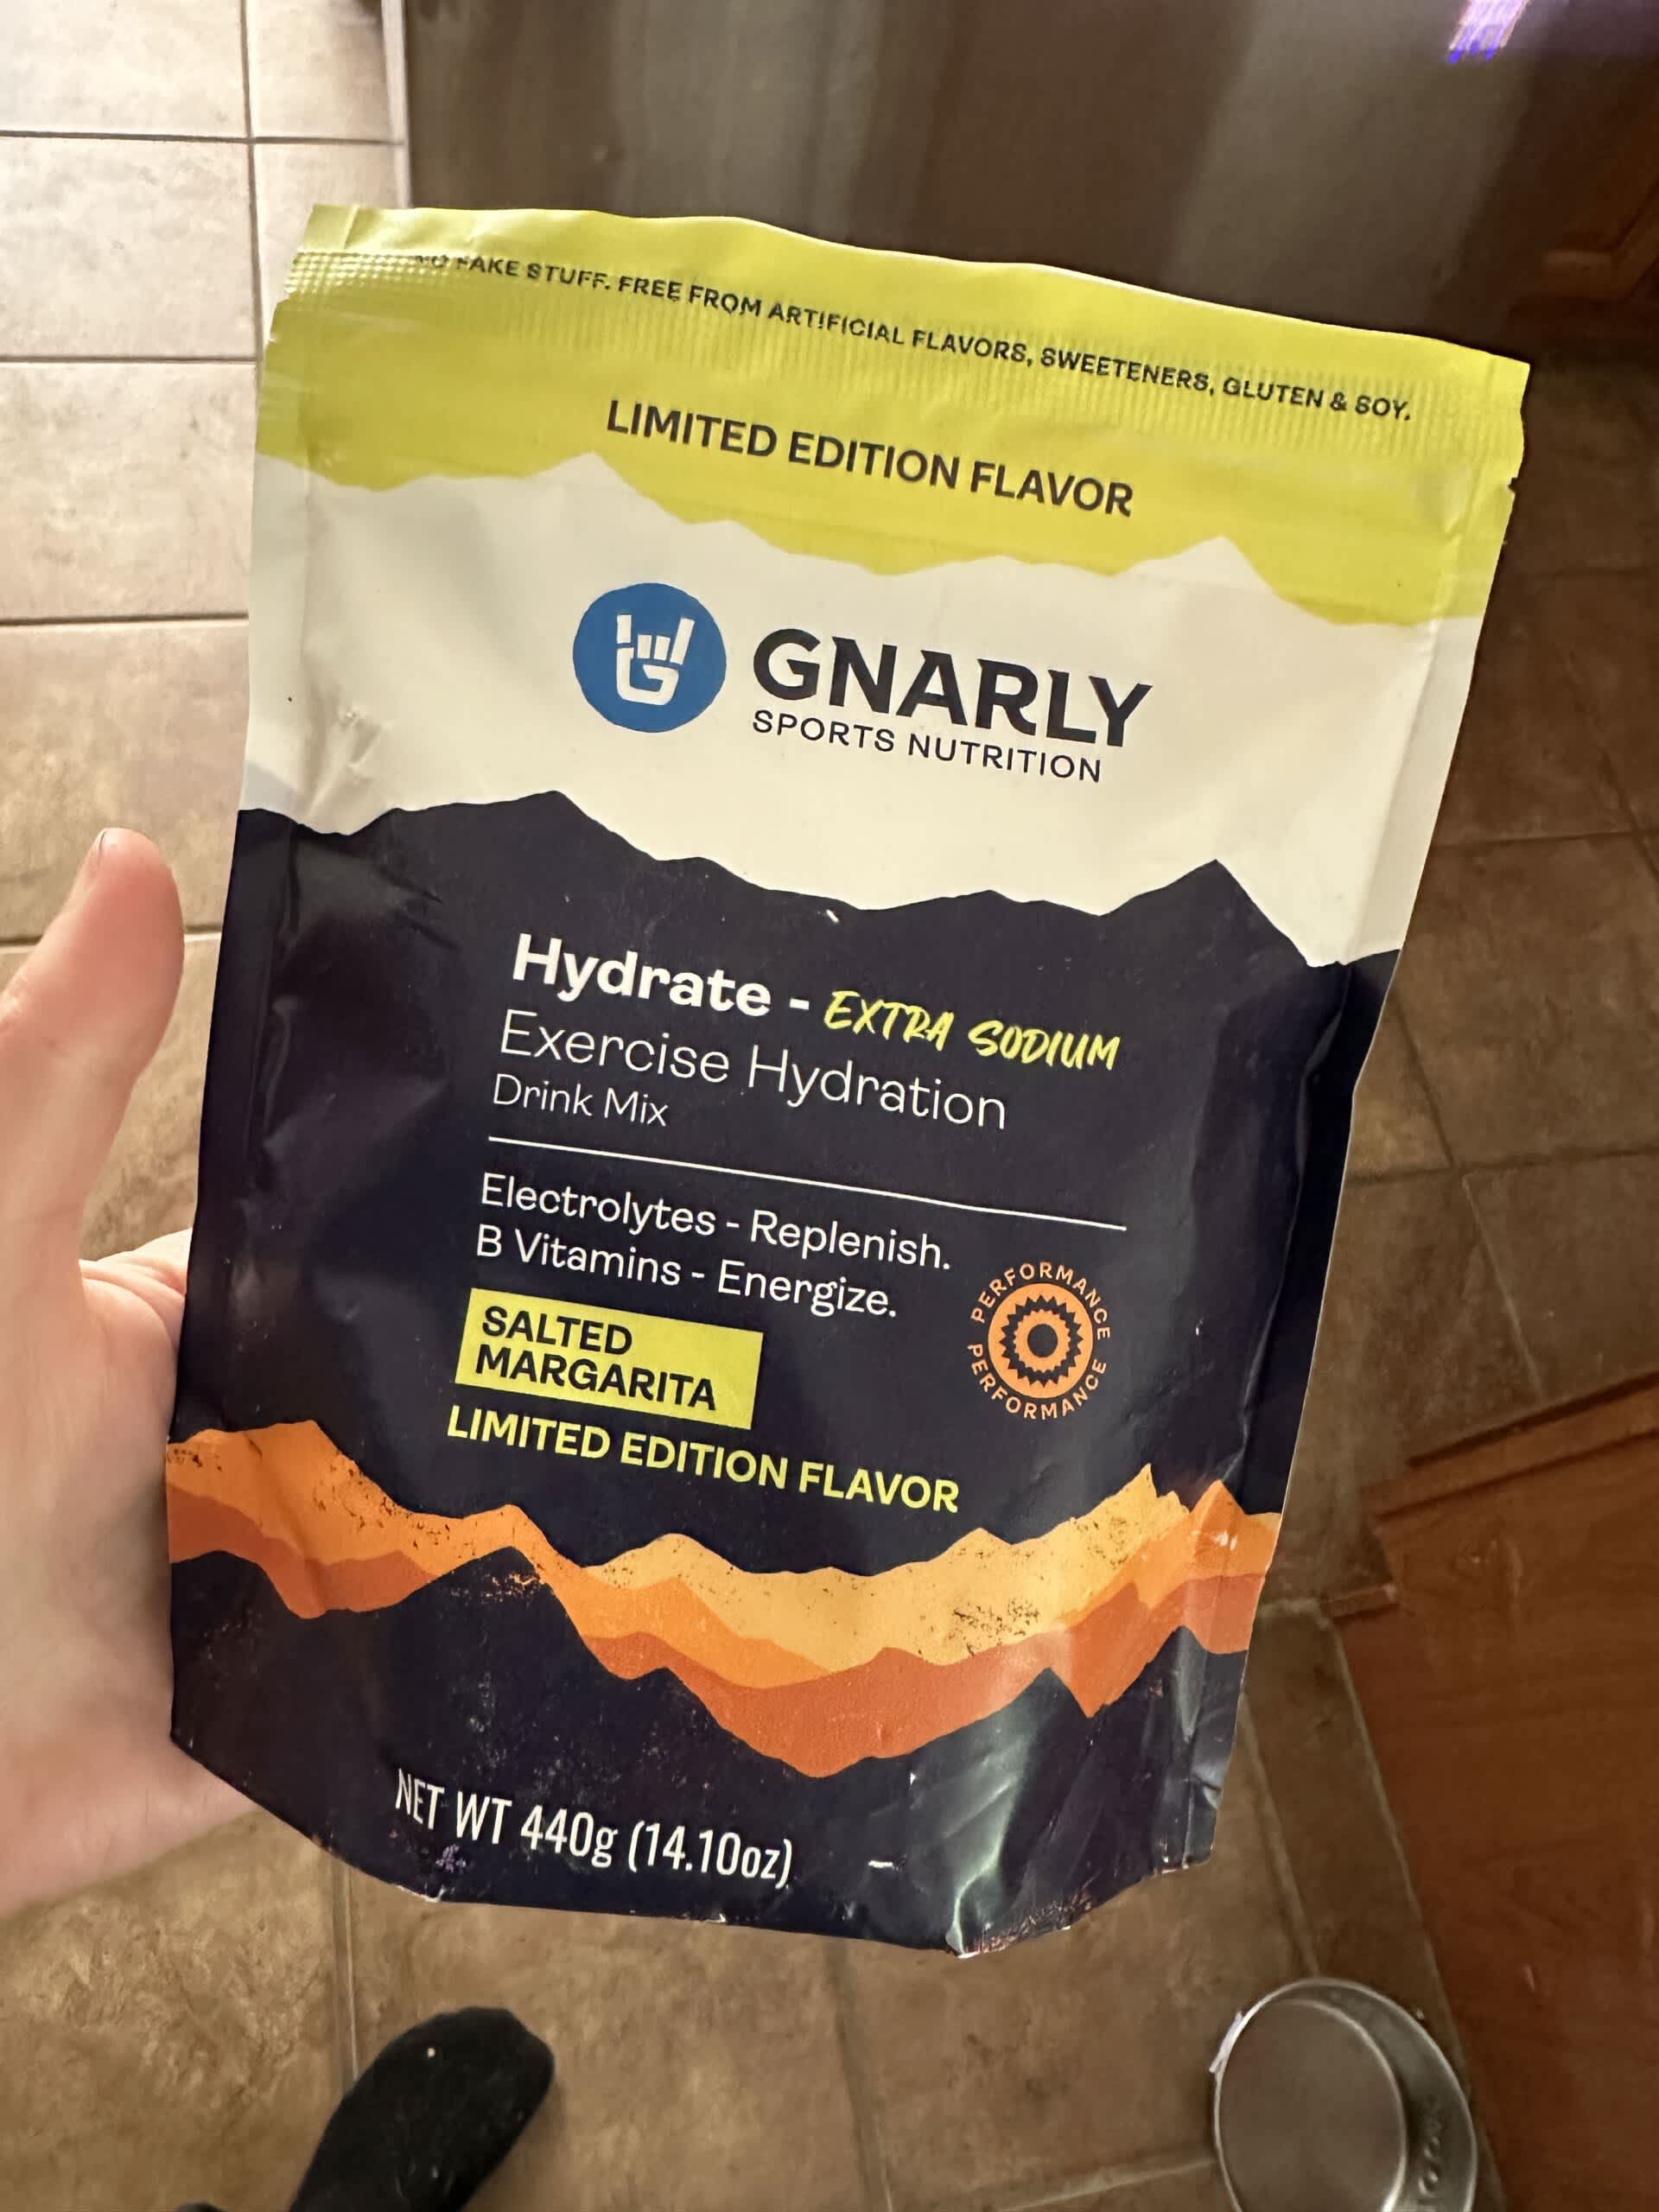 NO FAKE STUFF. FREE FROM ARTIFICIAL FLAVORS, SWEETENERS, GLUTEN & SOY.
LIMITED EDITION FLAVOR
GNARLY
SPORTS NUTRITION
Hydrate - EXTRA SODIUM
Exercise Hydration
Drink Mix
Electrolytes - Replenish.
B Vitamins - Energize.
PERFORMANCE
PERFORMANCE
SALTED
MARGARITA
LIMITED EDITION FLAVOR
NET WT 440g (14.10oz)